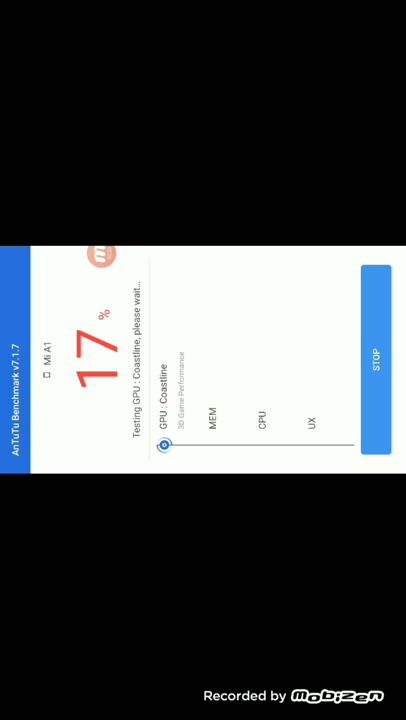 AnTuTu Benchmark v7.1.7
Mi A1
17%
Testing GPU : Coastline, please wait...
GPU : Coastline
3D Game Performance
MEM
CPU
UX
STOP
Recorded by mobizen